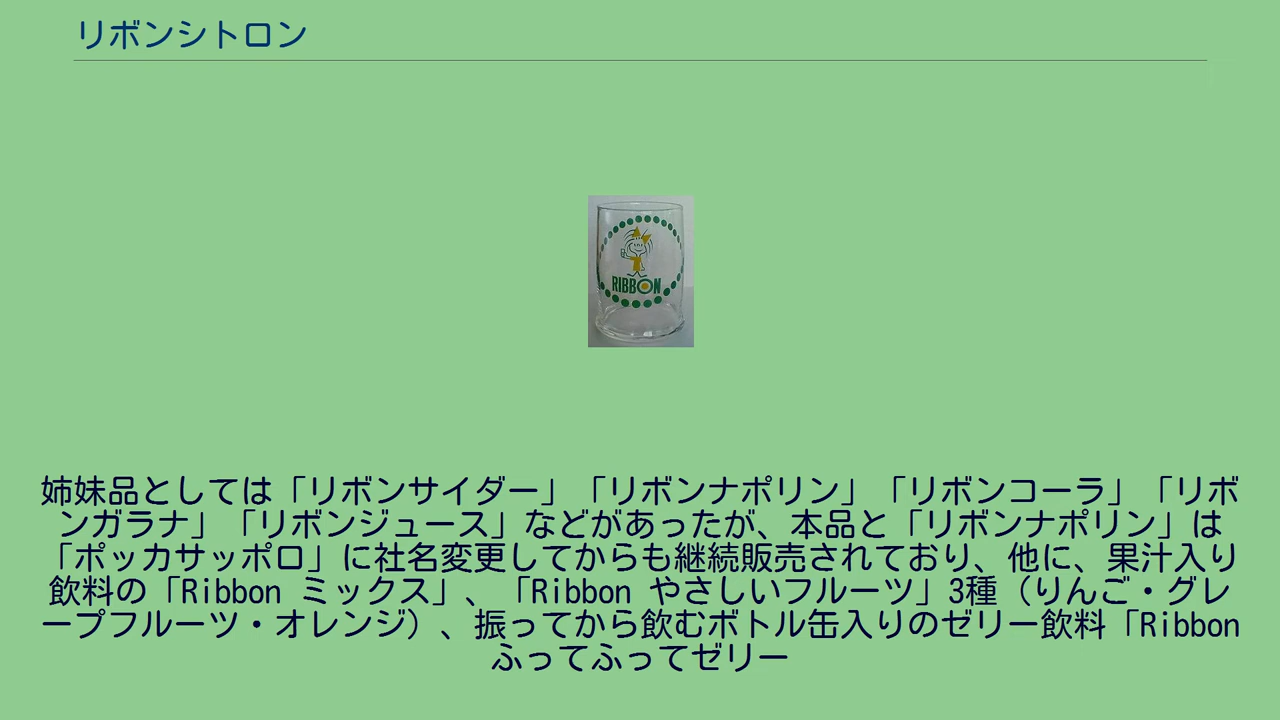 リボンシトロン
RIBBON
姉妹品としては「リボンサイダー」「リボンナポリン」「リボンコーラ」「リボ
ンガラナ」「リボンジュース」などがあったが、本品と「リボンナポリン」は
「ポッカサッポロ」に社名変更してからも継続販売されており、他に、果汁入り
飲料の「Ribbon ミックス」、「Ribbon やさしいフルーツ」3種（りんご・グレ
ープフルーツ・オレンジ）、振ってから飲むボトル缶入りのゼリー飲料「Ribbon
ふってふってゼリー